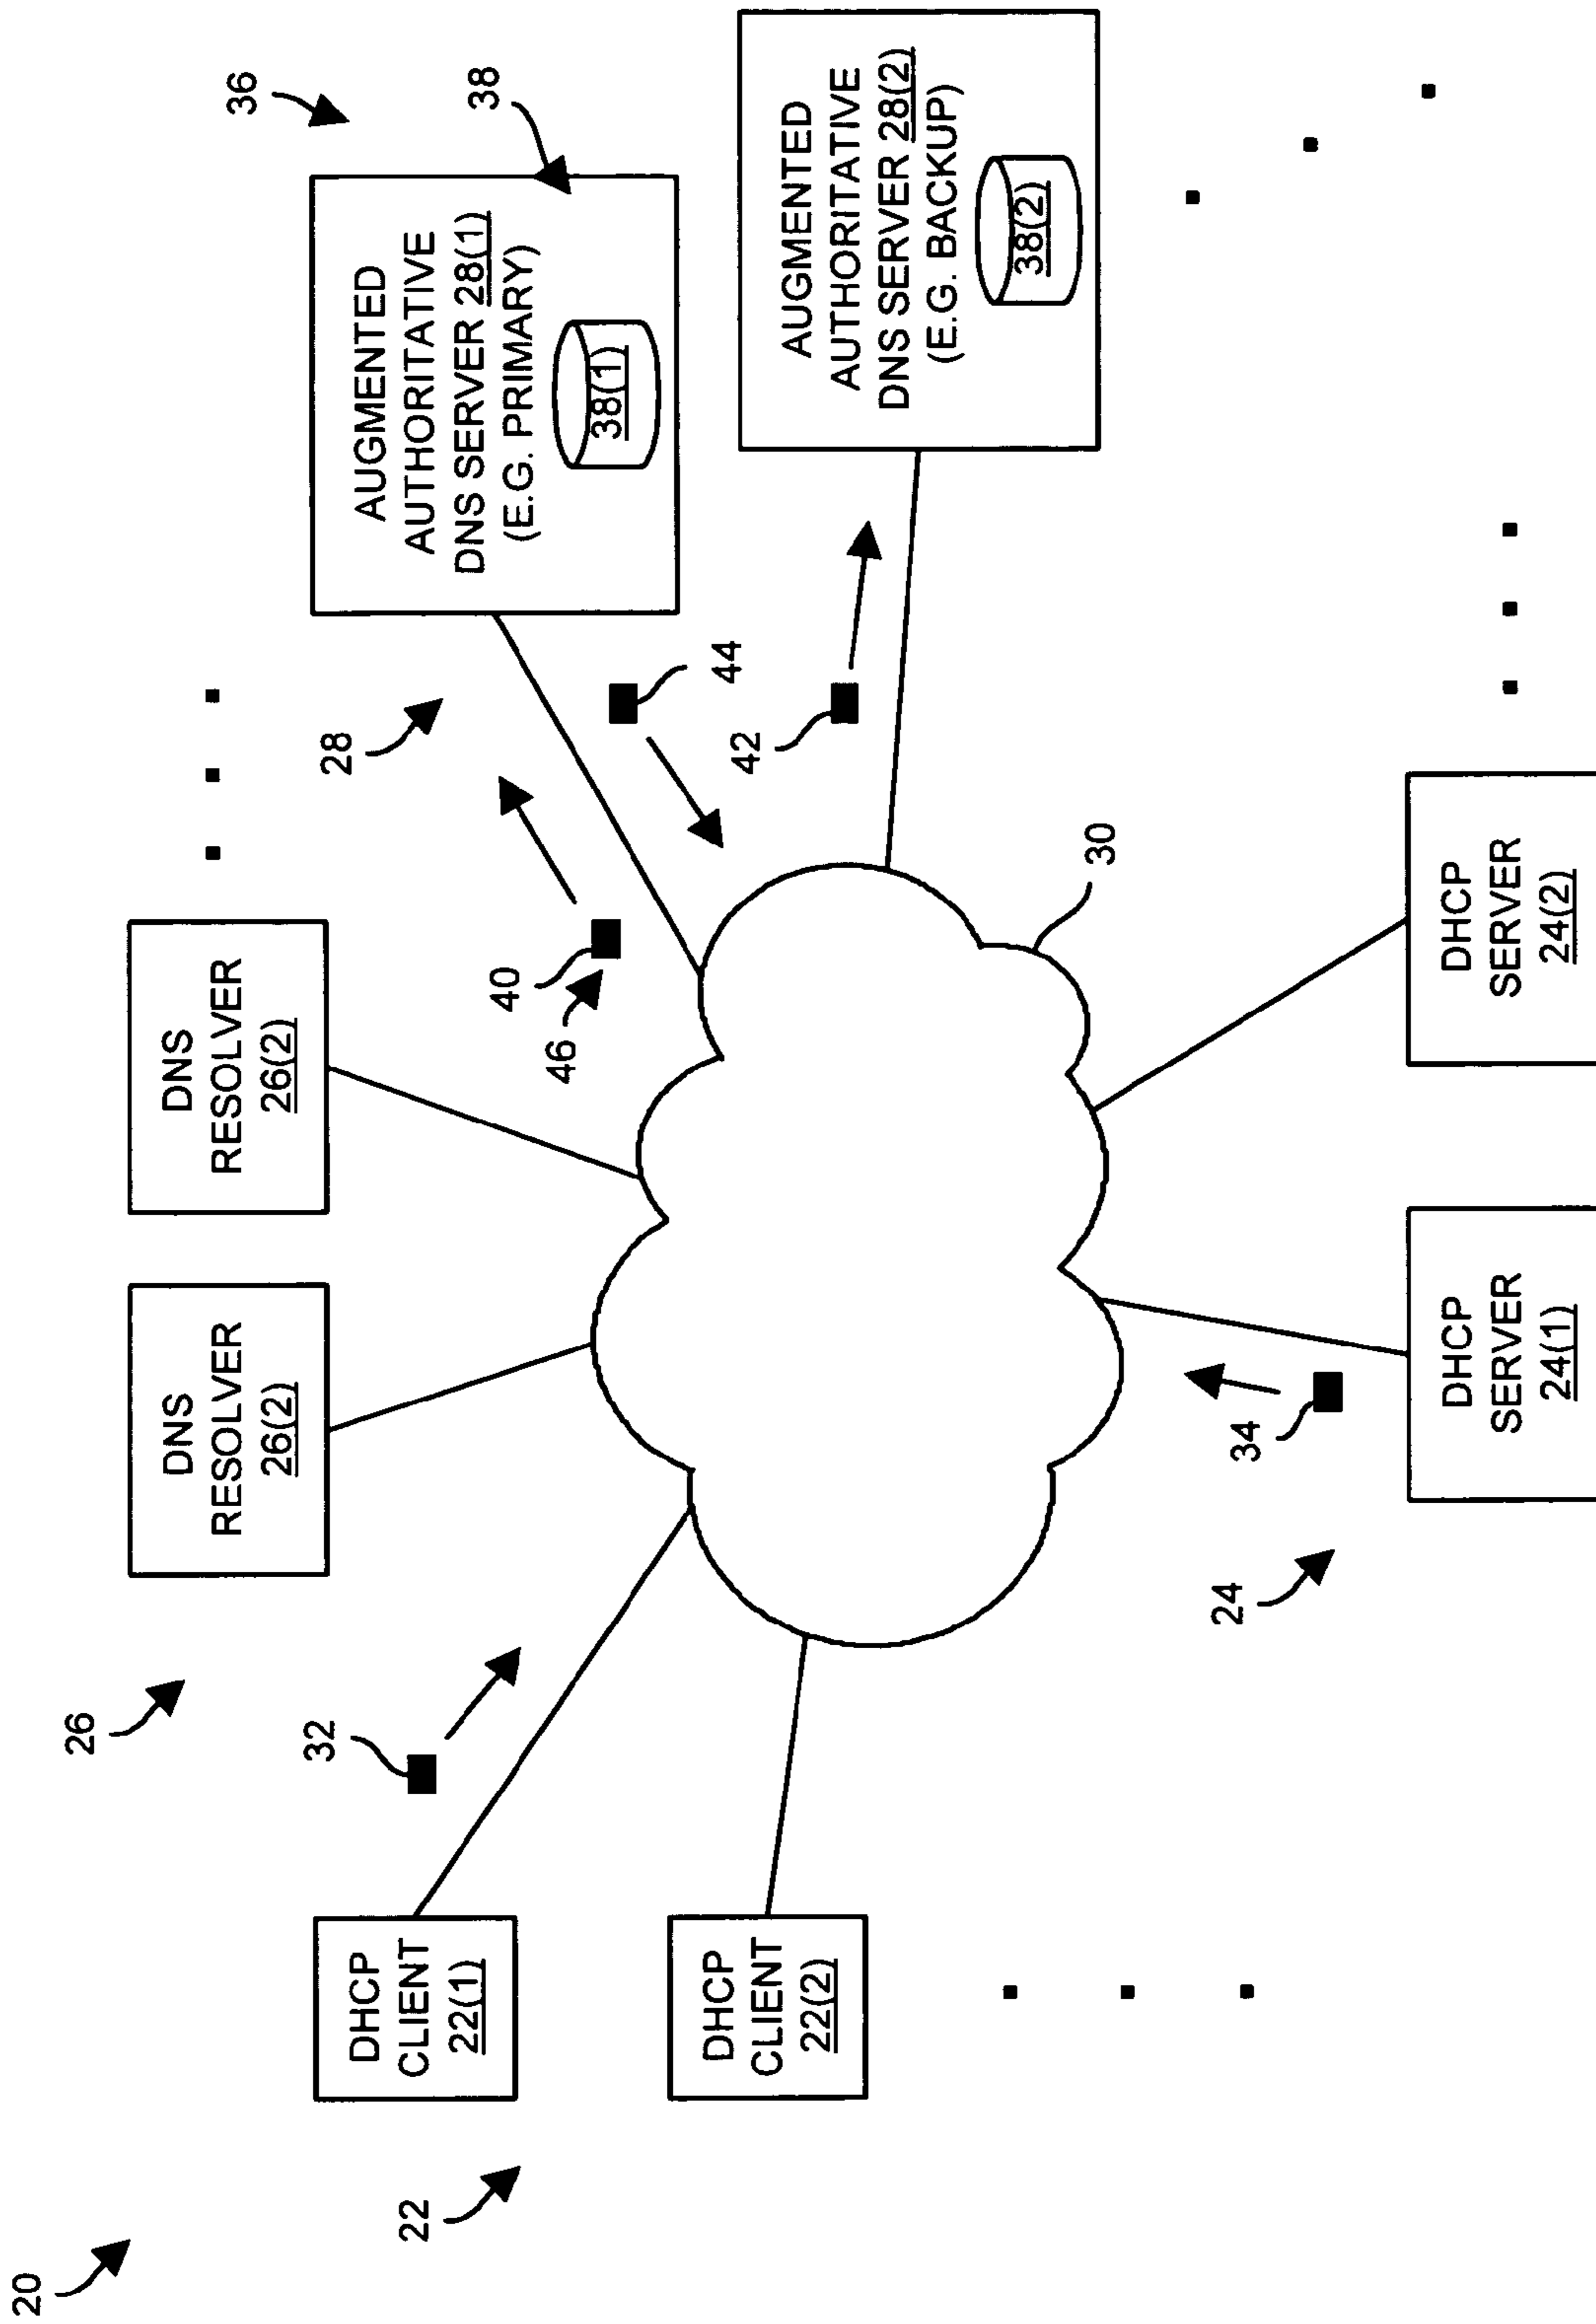 20
26
DNS
RESOLVER
26(2)
DNS
RESOLVER
26(2)
36
32
28
38
22
DHCP
CLIENT
22(1)
AUGMENTED
AUTHORITATIVE
DNS SERVER 28(1)
(E.G. PRIMARY)
38(1)
40
46
44
42
DHCP
CLIENT
22(2)
AUGMENTED
AUTHORITATIVE
DNS SERVER 28(2)
(E.G. BACKUP)
38(2)
30
24
34
DHCP
SERVER
24(1)
DHCP
SERVER
24(2)